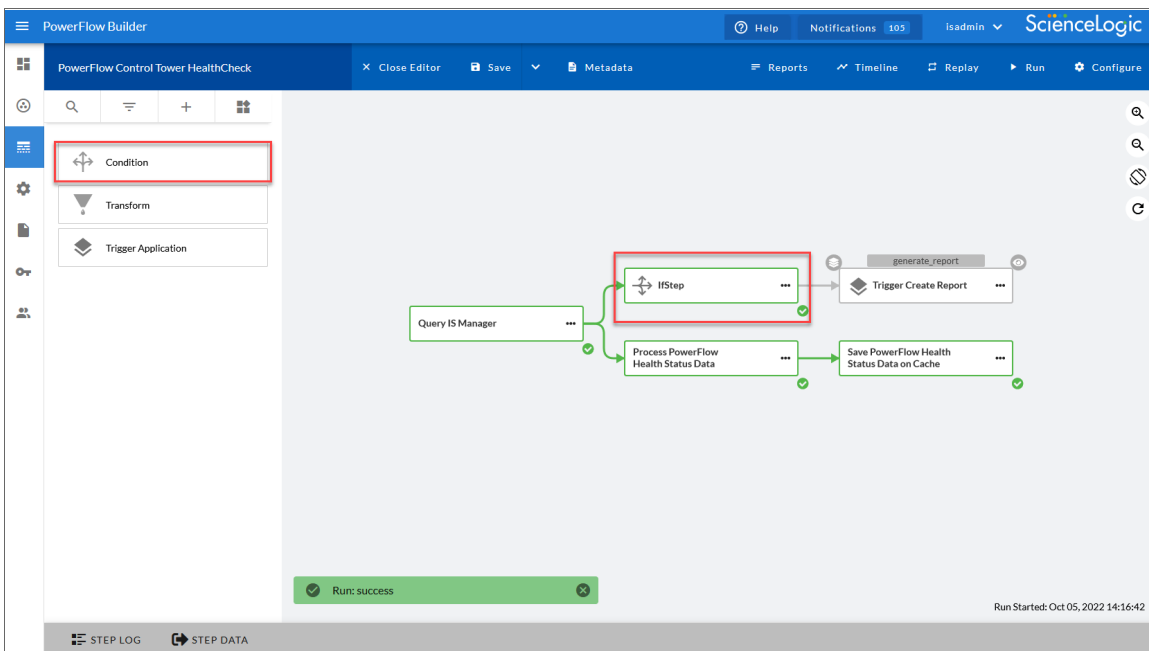 PowerFlow Builder
Help
Notifications 105
isadmin
ScienceLogic
PowerFlow Control Tower HealthCheck
Close Editor
Save
Metadata
Reports
Timeline
Replay
Run
Configure
Condition
Transform
Trigger Application
generate_report
IfStep
Trigger Create Report
Query IS Manager
Process PowerFlow
Health Status Data
Save PowerFlow Health
Status Data on Cache
Run: success
Run Started: Oct 05, 2022 14:16:42
STEP LOG
STEP DATA